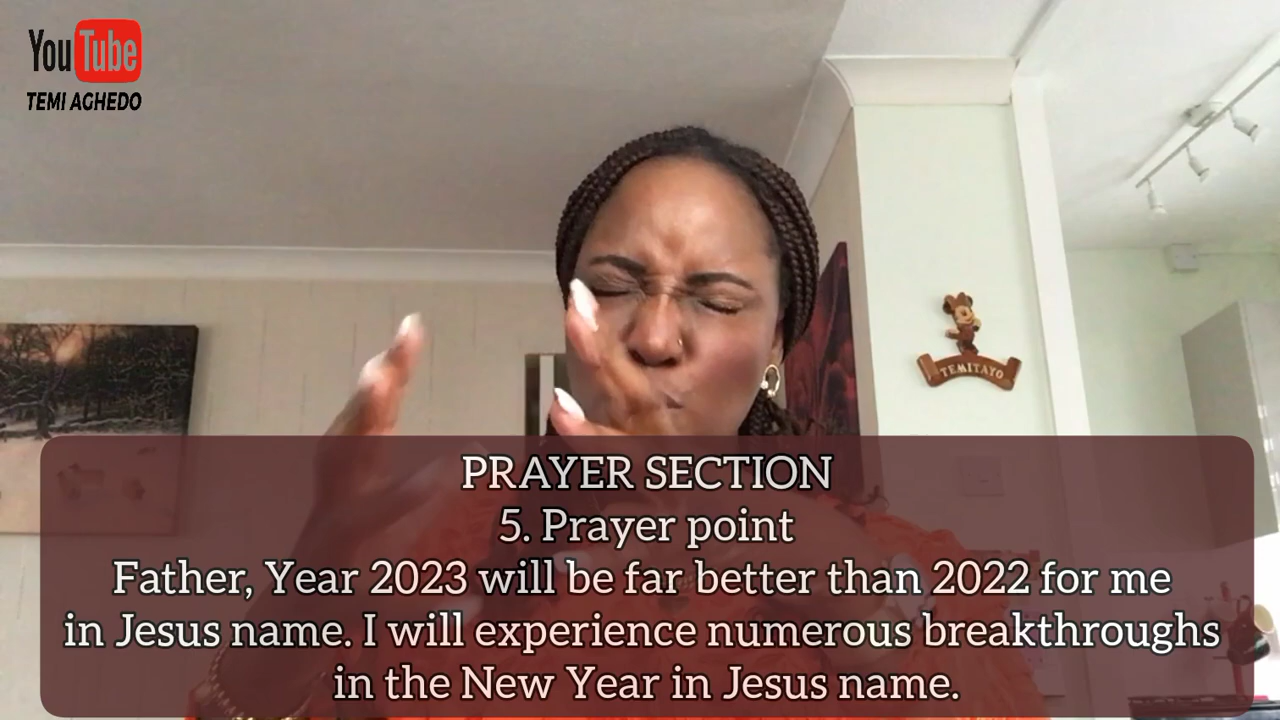 YouTube
TEMI AGHEDO
TEMITAYO
PRAYER SECTION
5. Prayer point
Father, Year 2023 will be far better than 2022 for me
in Jesus name. I will experience numerous breakthroughs
in the New Year in Jesus name.